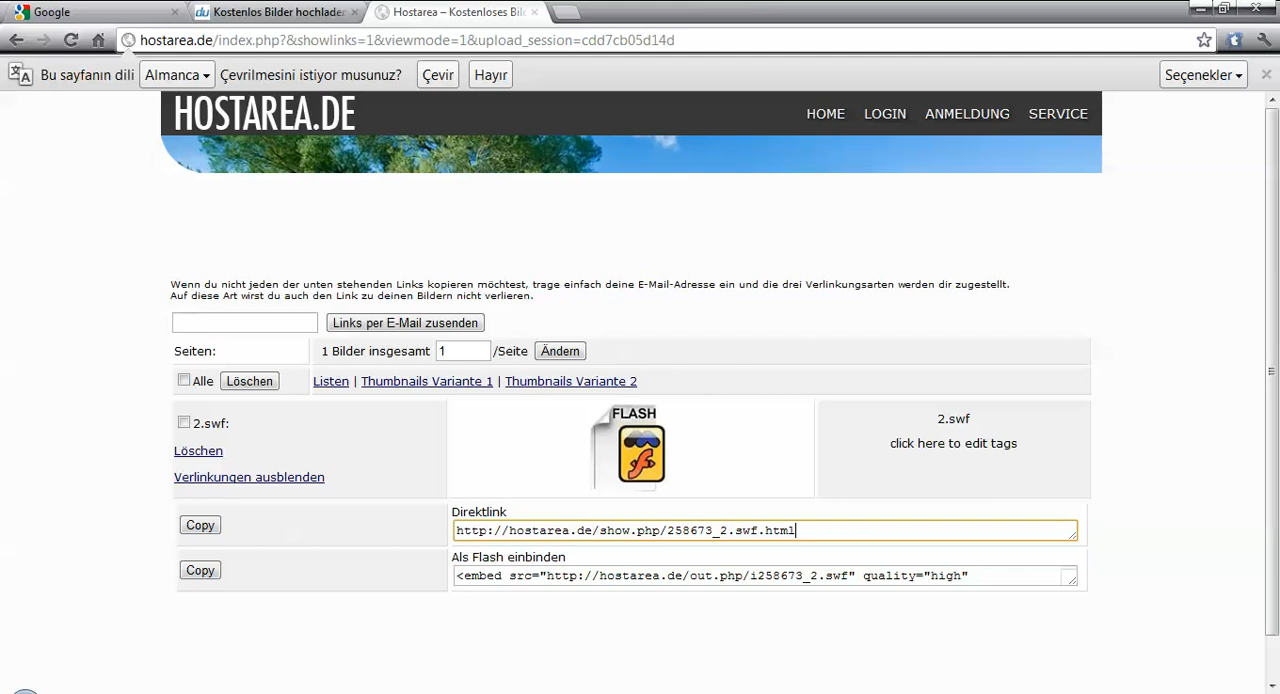 Google
Kostenlos Bilder hochladen
Hostarea – Kostenloses Bil
hostarea.de/index.php?&showlinks=1&viewmode=1&upload_session=cdd7cb05d14d
Bu sayfanın dili Almanca Çevrilmesini istiyor musunuz? Çevir Hayır Seçenekler
HOSTAREA.DE
HOME LOGIN ANMELDUNG SERVICE
Wenn du nicht jeden der unten stehenden Links kopieren möchtest, trage einfach deine E-Mail-Adresse ein und die drei Verlinkungsarten werden dir zugestellt.
Auf diese Art wirst du auch den Link zu deinen Bildern nicht verlieren.
Links per E-Mail zusenden
Seiten: 1 Bilder insgesamt 1 /Seite Ändern
Alle Löschen Listen | Thumbnails Variante 1 | Thumbnails Variante 2
2.swf:
Löschen
Verlinkungen ausblenden
FLASH
2.swf
click here to edit tags
Direktlink
Copy http://hostarea.de/show.php/258673_2.swf.html
Als Flash einbinden
Copy <embed src="http://hostarea.de/out.php/i258673_2.swf" quality="high"